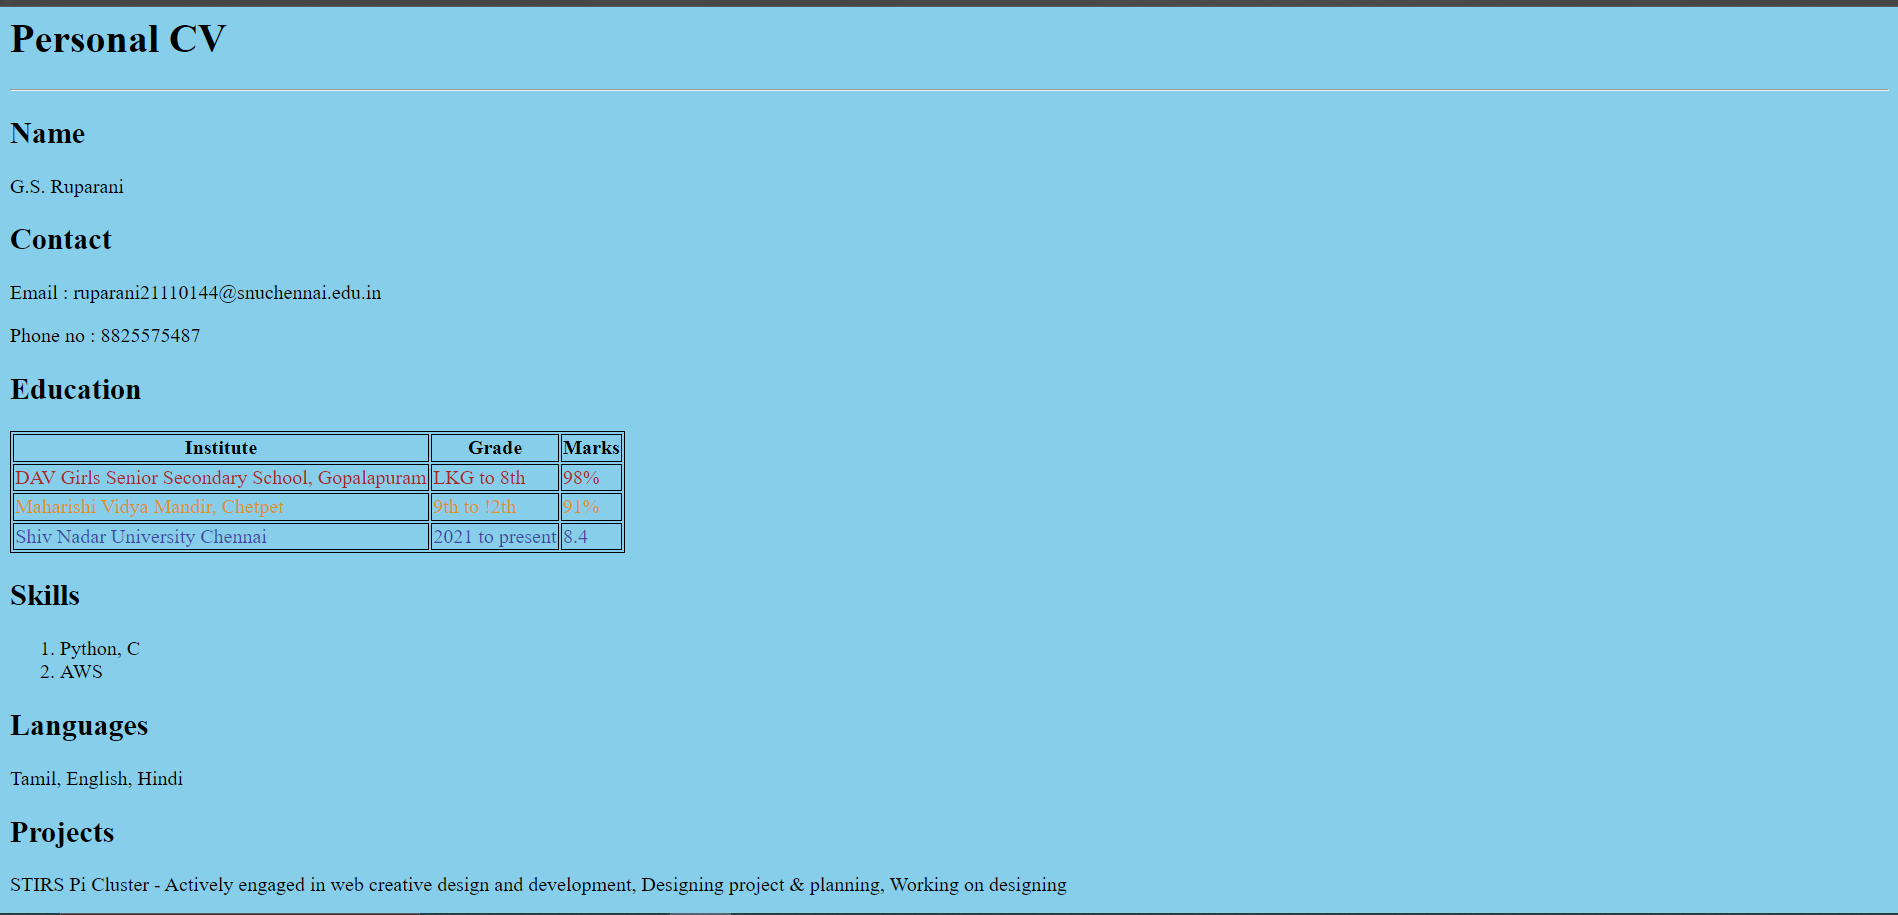 Personal CV
Name
G.S. Ruparani
Contact
Email : ruparani21110144@snuchennai.edu.in
Phone no : 8825575487
Education
Institute Grade Marks
DAV Girls Senior Secondary School, Gopalapuram LKG to 8th 98%
Maharishi Vidya Mandir, Chetpet 9th to !2th 91%
Shiv Nadar University Chennai 2021 to present 8.4
Skills
1. Python, C
2. AWS
Languages
Tamil, English, Hindi
Projects
STIRS Pi Cluster - Actively engaged in web creative design and development, Designing project & planning, Working on designing